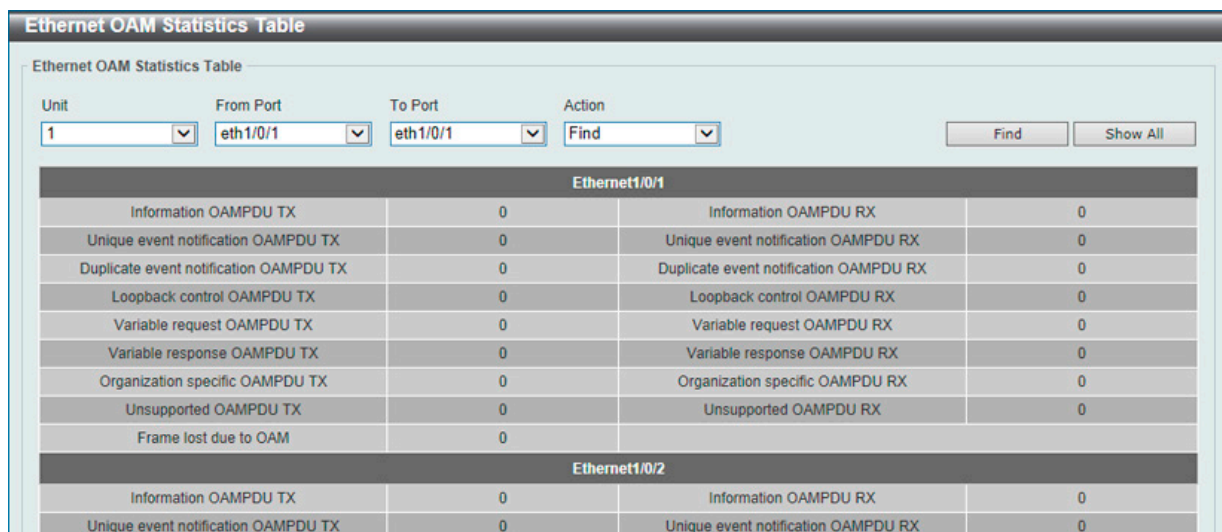 Ethernet OAM Statistics Table
Ethernet OAM Statistics Table
Unit From Port To Port Action
1 eth1/0/1 eth1/0/1 Find Find Show All
Ethernet1/0/1
Information OAMPDU TX 0 Information OAMPDU RX 0
Unique event notification OAMPDU TX 0 Unique event notification OAMPDU RX 0
Duplicate event notification OAMPDU TX 0 Duplicate event notification OAMPDU RX 0
Loopback control OAMPDU TX 0 Loopback control OAMPDU RX 0
Variable request OAMPDU TX 0 Variable request OAMPDU RX 0
Variable response OAMPDU TX 0 Variable response OAMPDU RX 0
Organization specific OAMPDU TX 0 Organization specific OAMPDU RX 0
Unsupported OAMPDU TX 0 Unsupported OAMPDU RX 0
Frame lost due to OAM 0
Ethernet1/0/2
Information OAMPDU TX 0 Information OAMPDU RX 0
Unique event notification OAMPDU TX 0 Unique event notification OAMPDU RX 0